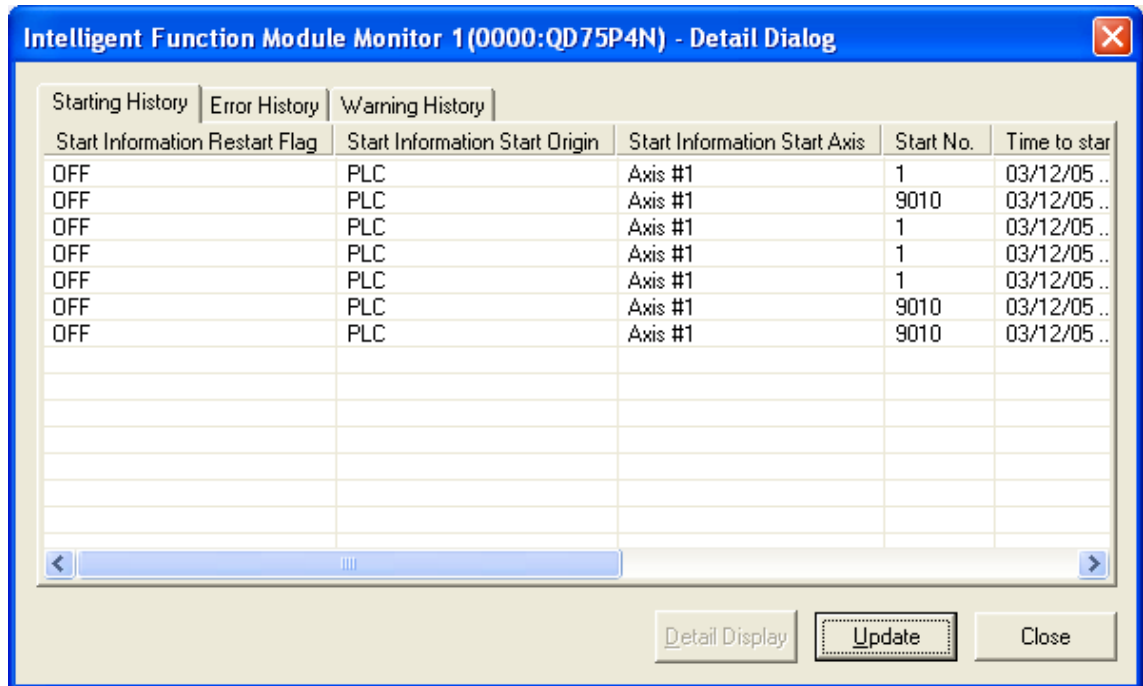 Intelligent Function Module Monitor 1(0000:QD75P4N) - Detail Dialog
Starting History Error History Warning History
Start Information Restart Flag Start Information Start Origin Start Information Start Axis Start No. Time to star
OFF PLC Axis #1 1 03/12/05 ..
OFF PLC Axis #1 9010 03/12/05 ..
OFF PLC Axis #1 1 03/12/05 ..
OFF PLC Axis #1 1 03/12/05 ..
OFF PLC Axis #1 1 03/12/05 ..
OFF PLC Axis #1 9010 03/12/05 ..
OFF PLC Axis #1 9010 03/12/05 ..
Detail Display Update Close